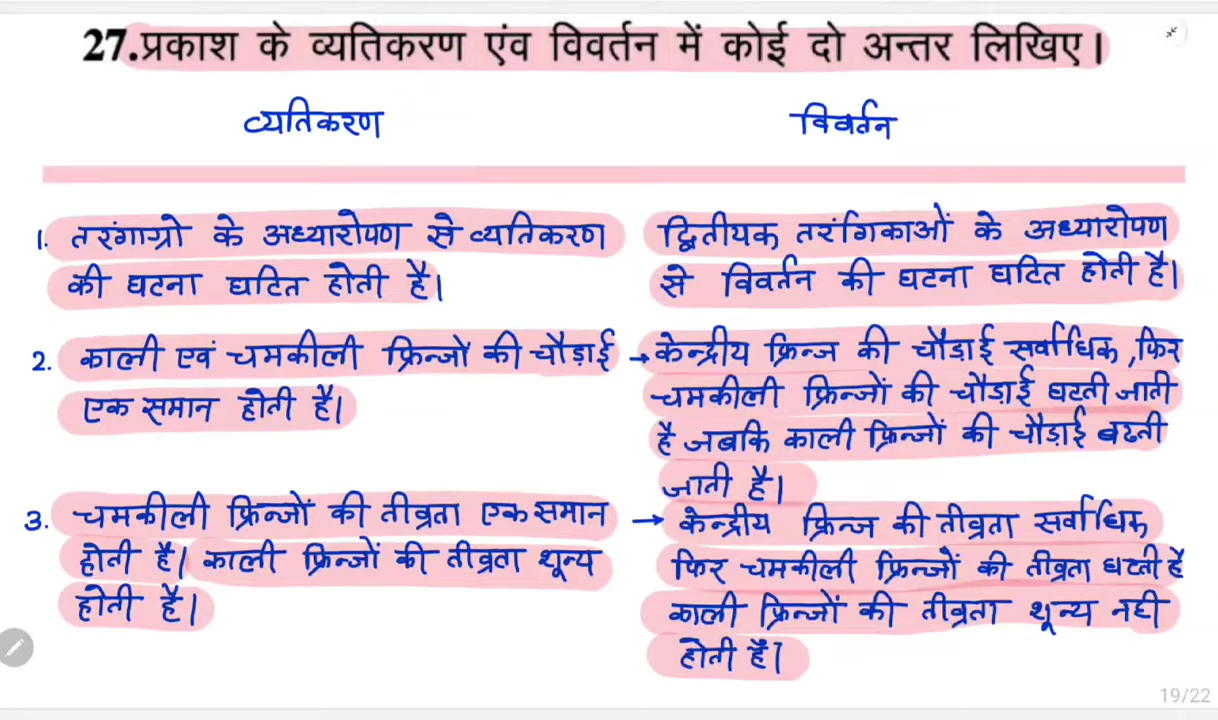 27.प्रकाश के व्यतिकरण एंव विवर्तन में कोई दो अन्तर लिखिए।
व्यतिकरण
विवर्तन
1. तरंगाग्रो के अध्यारोपण से व्यतिकरण
की घटना घटित होती है।
द्वितीयक तरंगिकाओं के अध्यारोपण
से विवर्तन की घटना घटित होती है।
2. काली एवं चमकीली फ्रिन्जों की चौड़ाई
एक समान होती है।
→ केन्द्रीय फ्रिन्ज की चौडाई सर्वाधिक, फिर
चमकीली फ्रिन्जों की चौडाई घटती जाती
है जबकि काली फ्रिन्जों की चौड़ाई बढती
जाती है।
3. चमकीली फ्रिन्जों की तीव्रता एक समान
होती है। काली फ्रिन्जों की तीव्रता शून्य
होती है।
→ केन्द्रीय फ्रिन्ज की तीव्रता सर्वाधिक,
फिर चमकीली फ्रिन्जों की तीव्रता घटती है
काली फ्रिन्जों की तीव्रता शून्य नही
होती है।
19/22